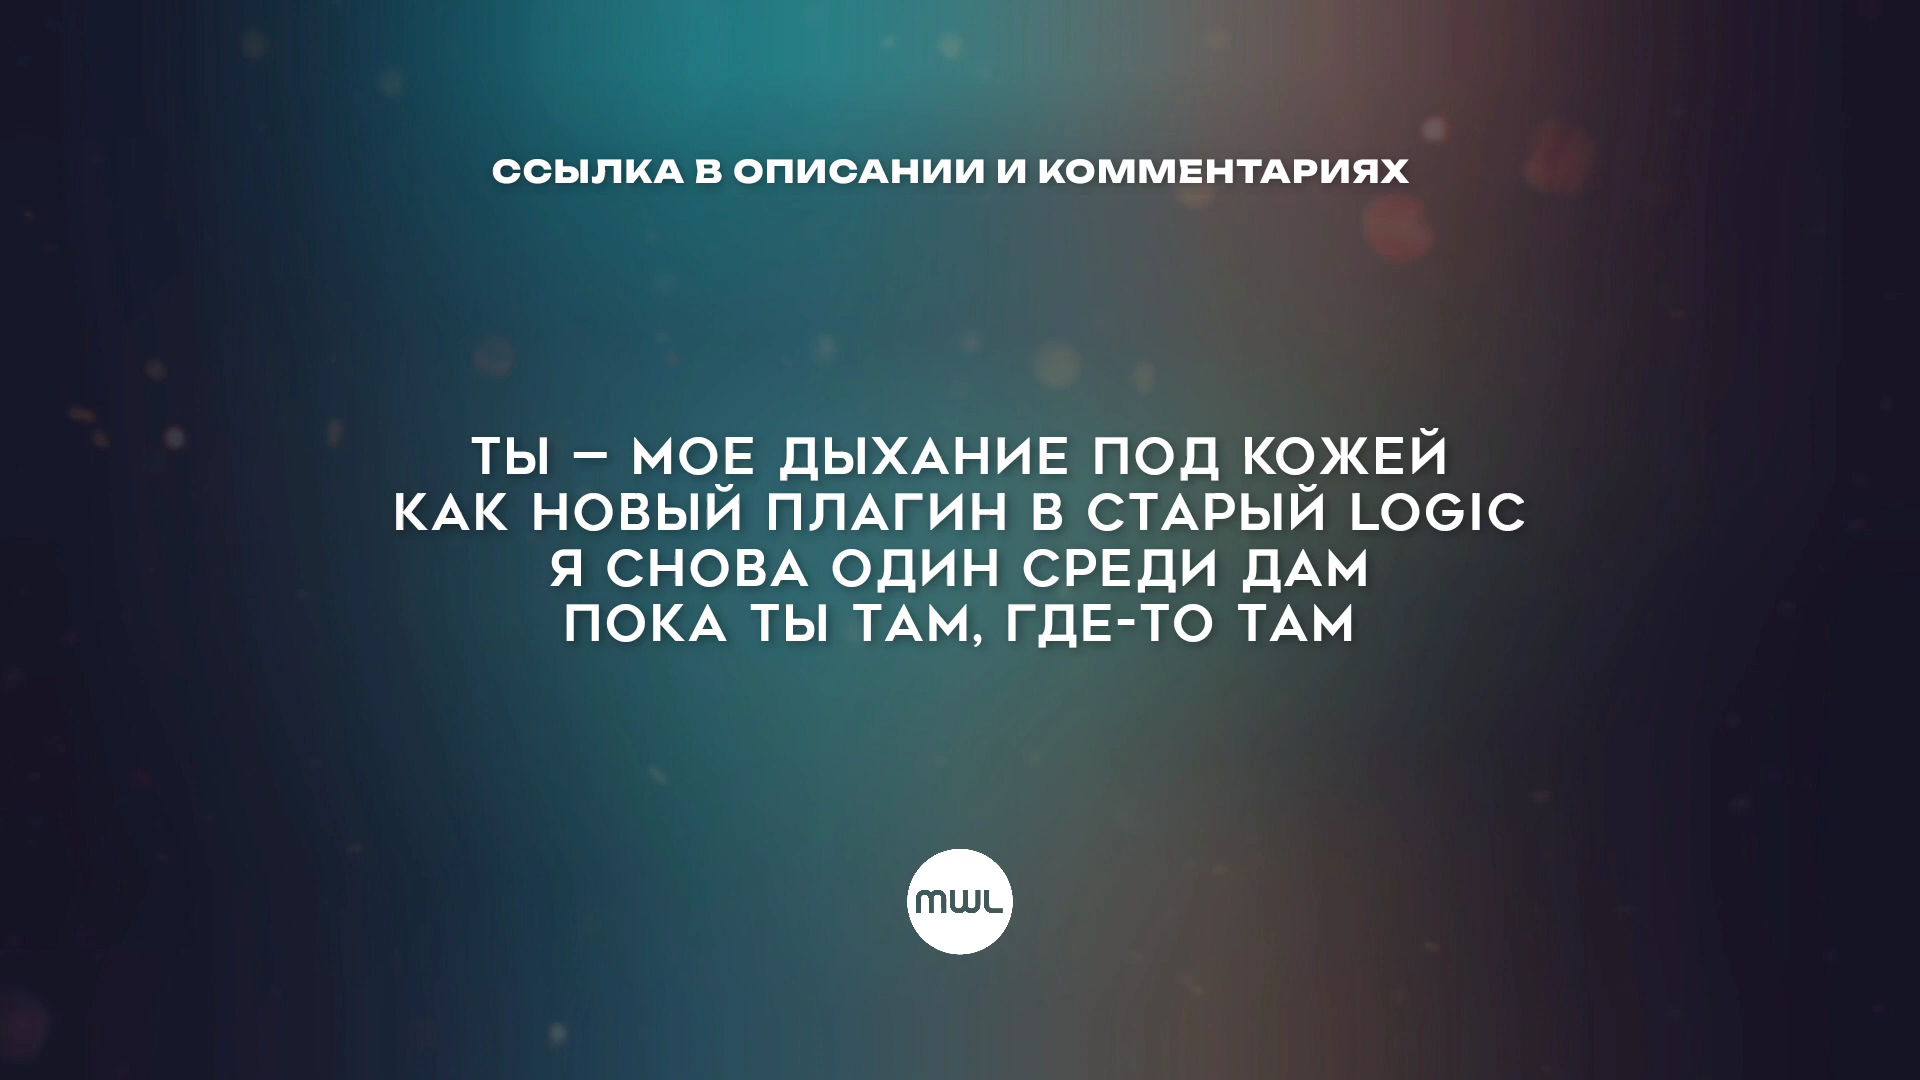 ССЫЛКА В ОПИСАНИИ И КОММЕНТАРИЯХ
ТЫ — МОЕ ДЫХАНИЕ ПОД КОЖЕЙ
КАК НОВЫЙ ПЛАГИН В СТАРЫЙ LOGIC
Я СНОВА ОДИН СРЕДИ ДАМ
ПОКА ТЫ ТАМ, ГДЕ-ТО ТАМ
MWL